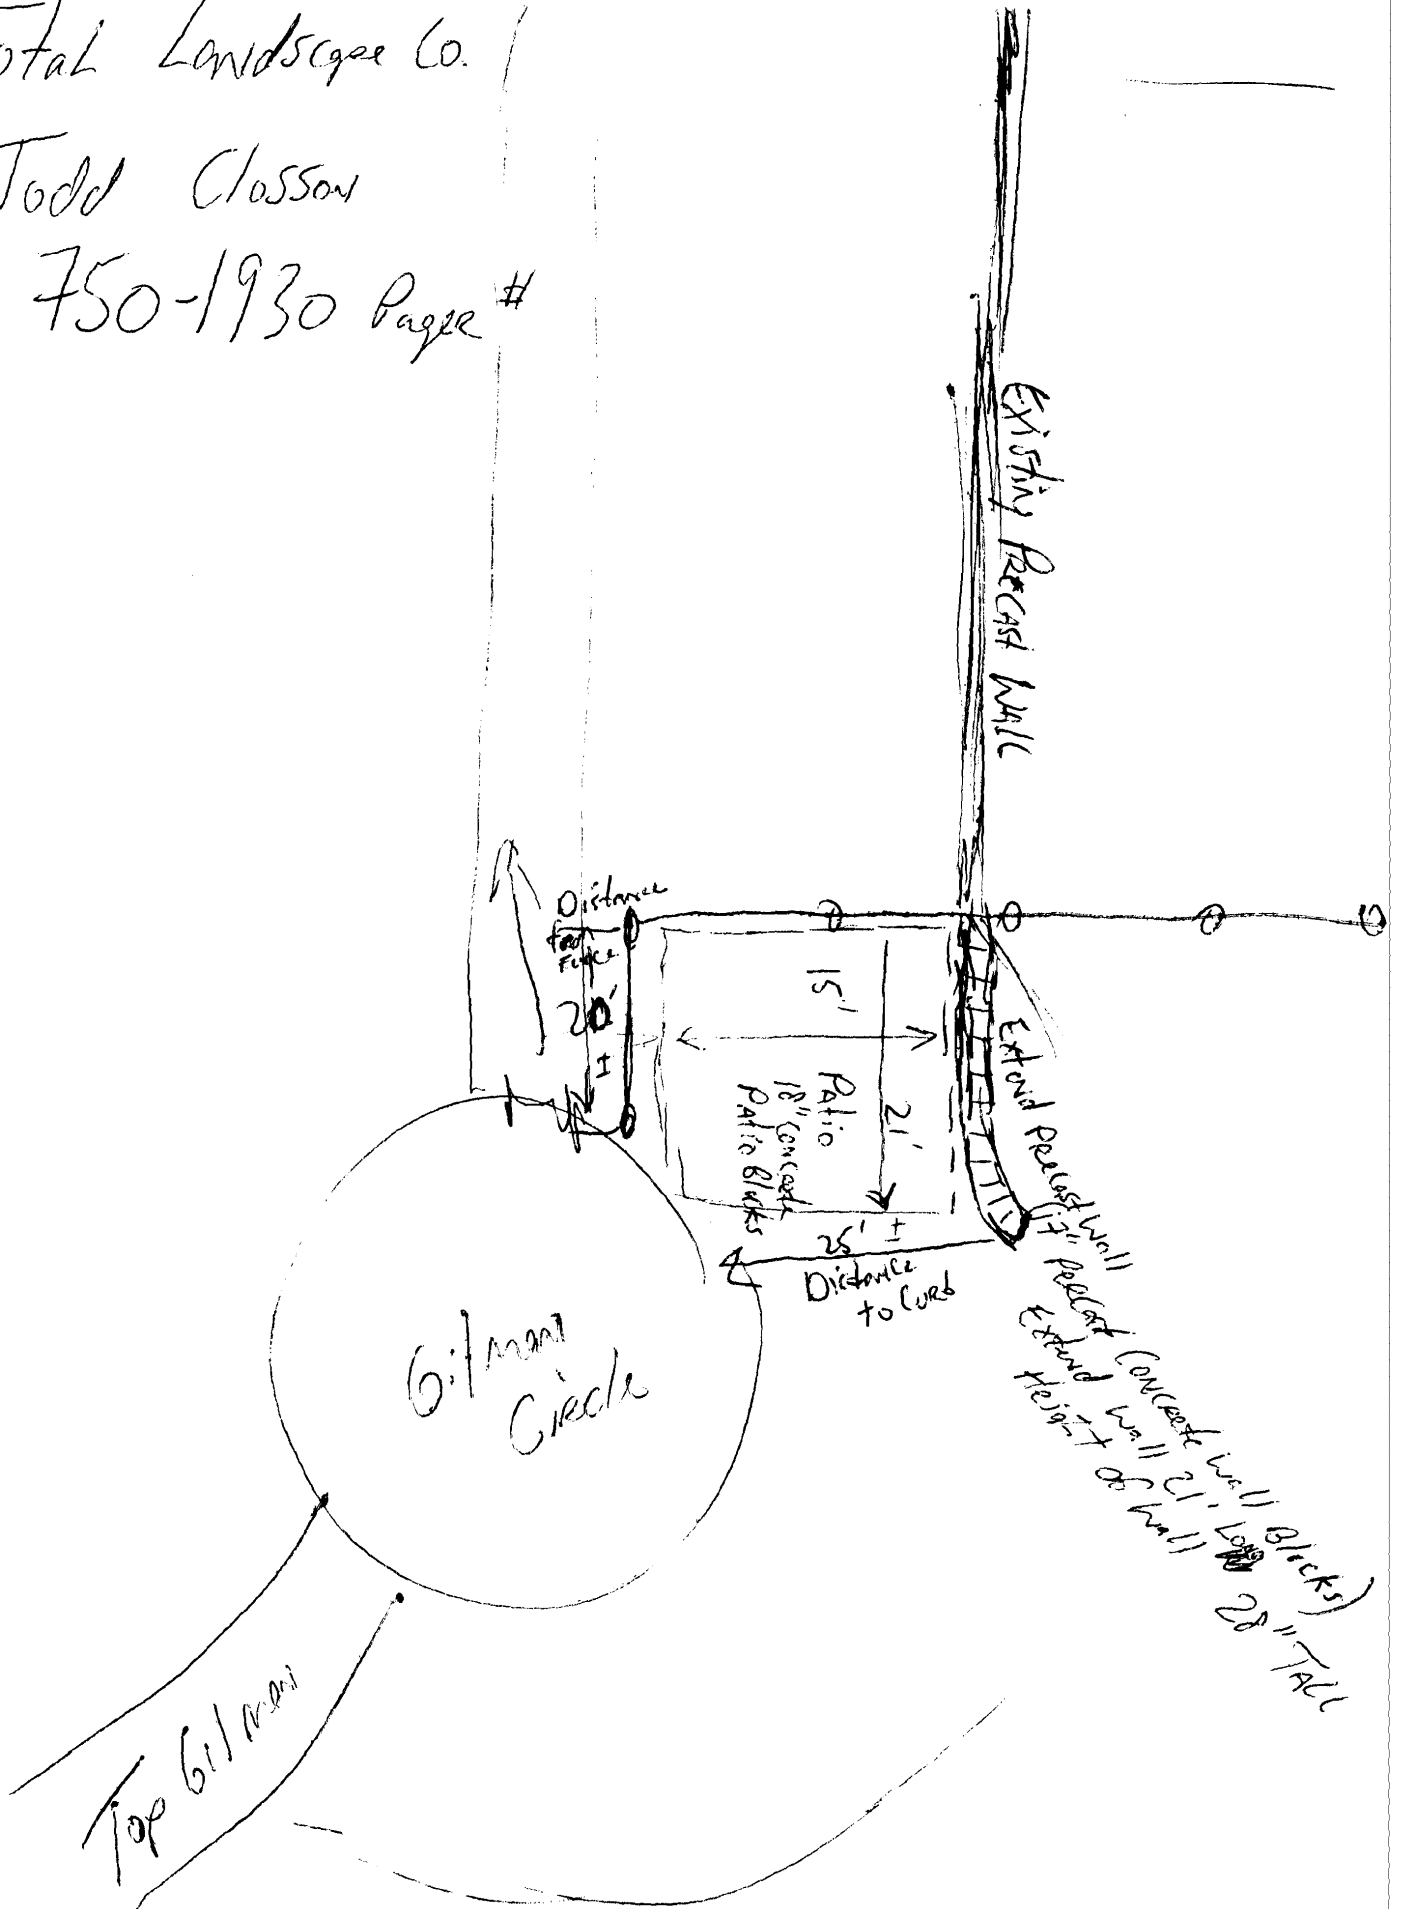 otal Landscape Co.
Todd Closson
750-1930 Pager #
Existing Precast Wall
Distance
from
Fence
20'
±
15'
21'
Patio
18" Concrete
Patio Blocks
25' ±
Distance
to Curb
Extend Precast Wall
(17" Precast Concrete Wall Blocks)
Extend Wall 21' Long
Height of Wall 28" Tall
Gilman
Circle
Top Gilman